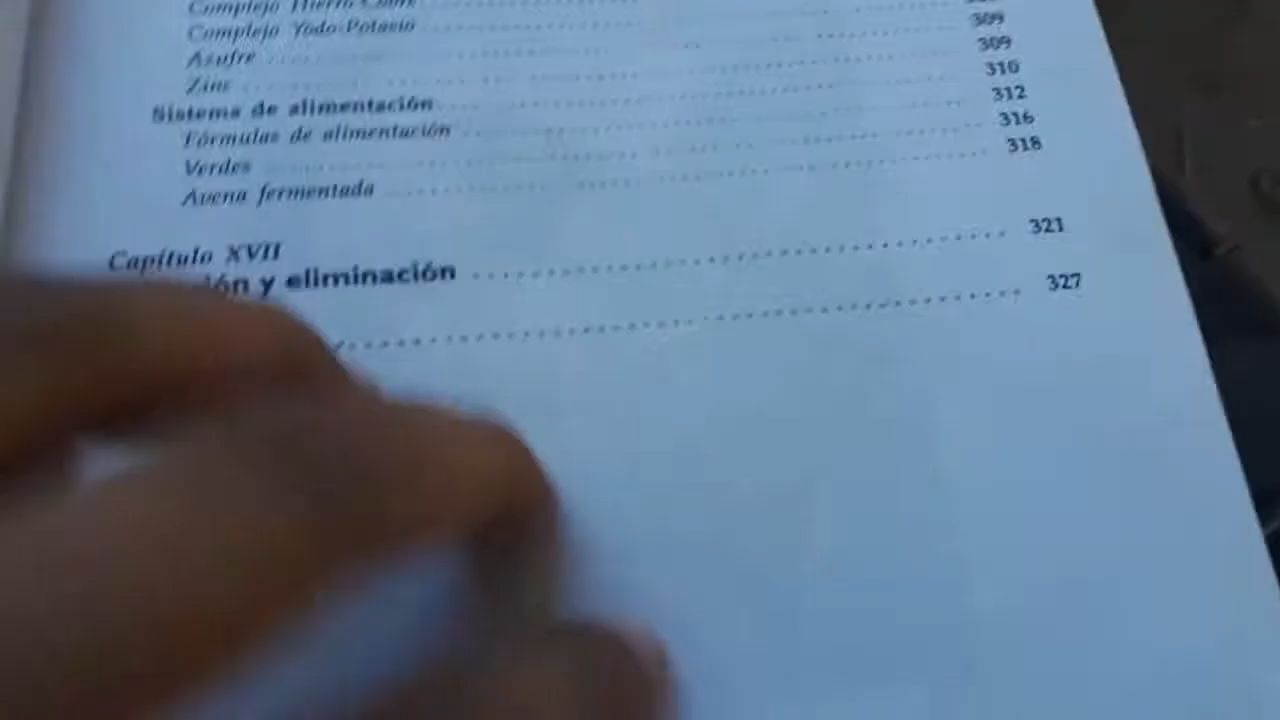 Complejo
Complejo Yodo-Potasio
Azufre 309
Zinc 309
Sistema de alimentación 310
Fórmulas de alimentación 312
Verdes 316
Avena fermentada 318
Capítulo XVII
y eliminación 321
327